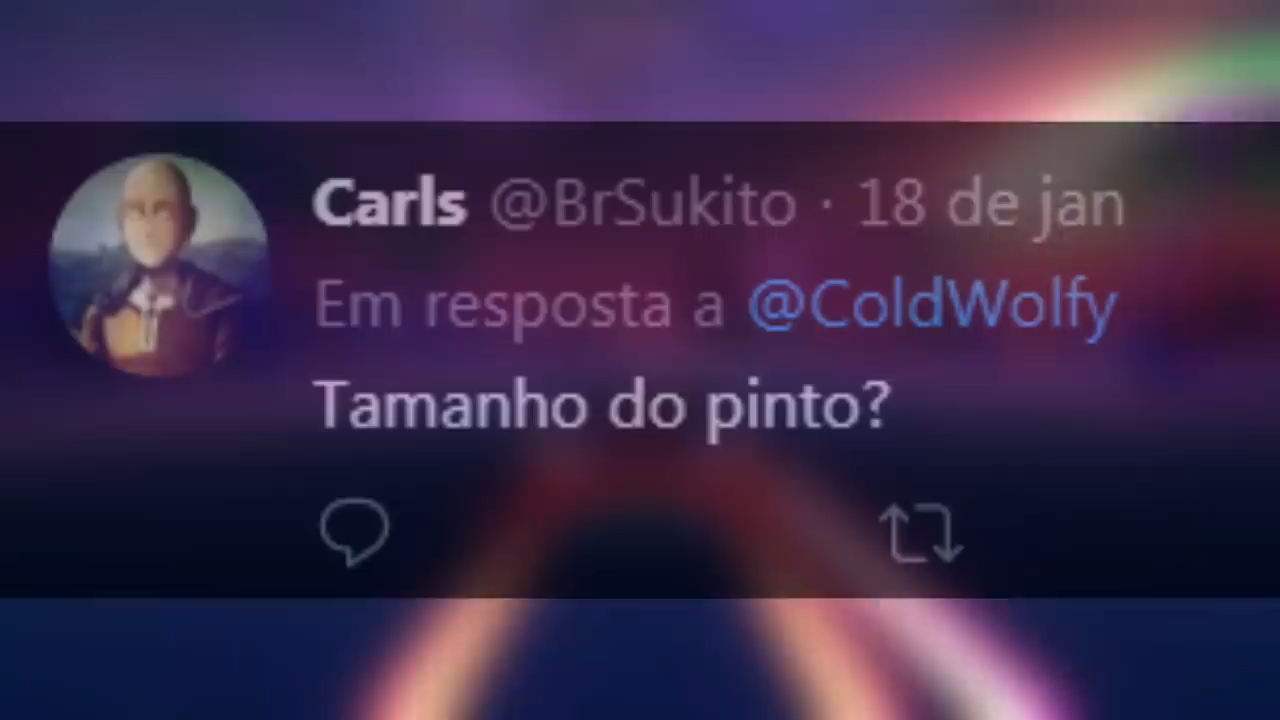 Carls @BrSukito · 18 de jan
Em resposta a @ColdWolfy
Tamanho do pinto?